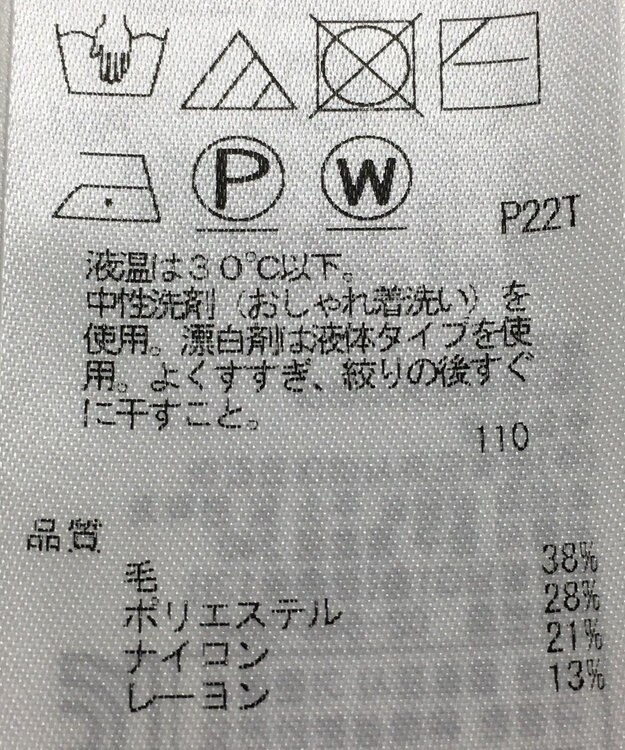 P W
P22T
液温は30℃以下。
中性洗剤（おしゃれ着洗い）を
使用。漂白剤は液体タイプを使
用。よくすすぎ、絞りの後すぐ
に干すこと。
110
品質
毛 38%
ポリエステル 28%
ナイロン 21%
レーヨン 13%